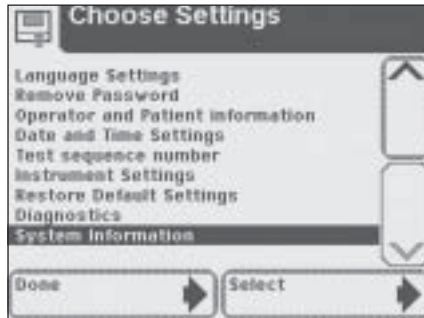 Choose Settings
Language Settings
Remove Password
Operator and Patient information
Date and Time Settings
Test sequence number
Instrument Settings
Restore Default Settings
Diagnostics
System Information
Done
Select